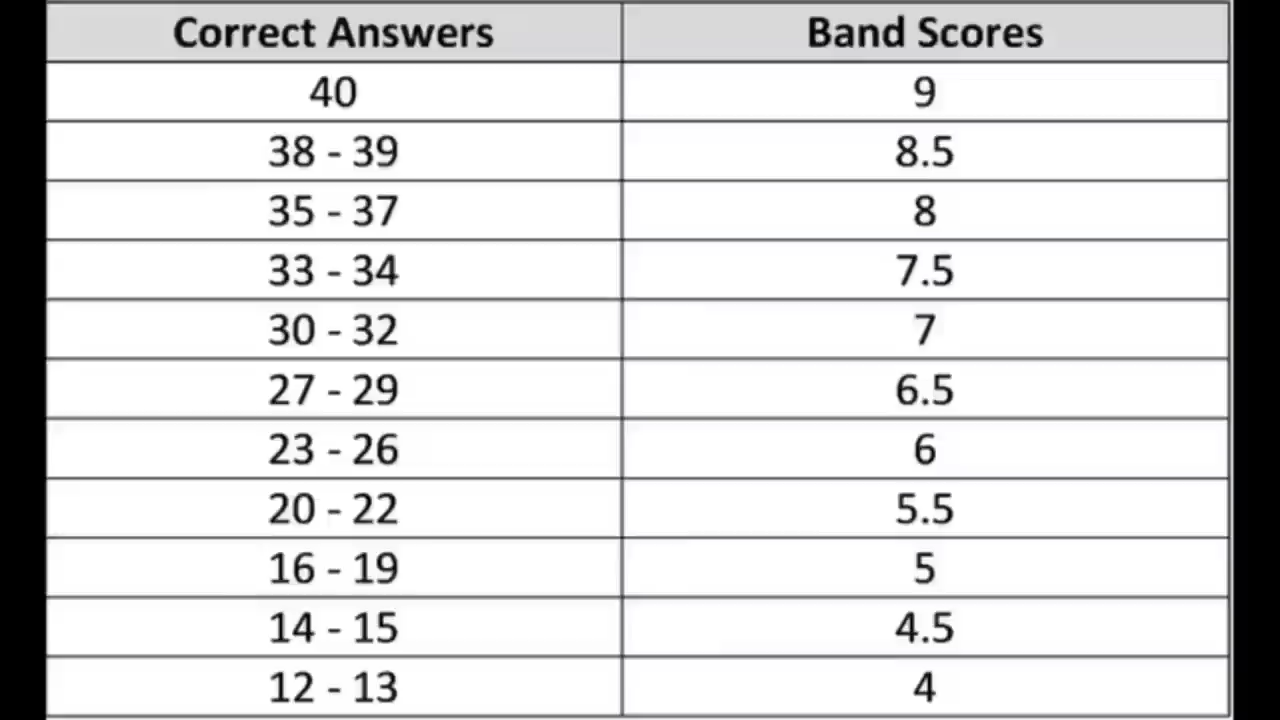 Correct Answers Band Scores
40 9
38 - 39 8.5
35 - 37 8
33 - 34 7.5
30 - 32 7
27 - 29 6.5
23 - 26 6
20 - 22 5.5
16 - 19 5
14 - 15 4.5
12 - 13 4